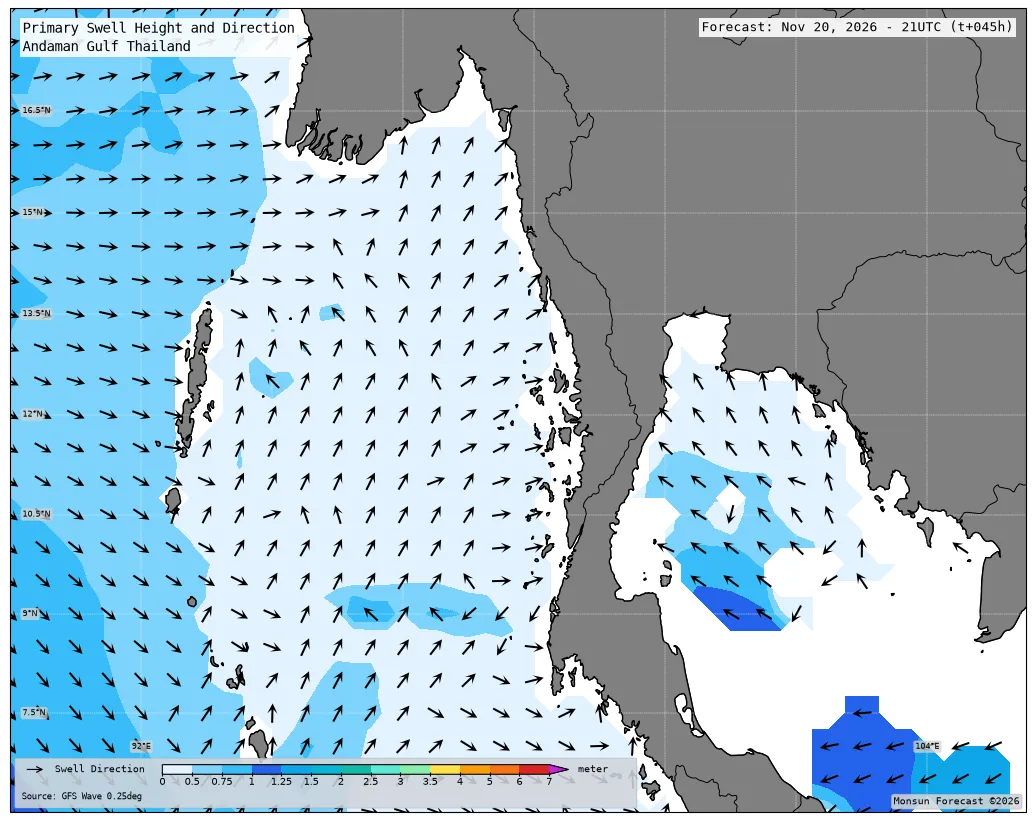 Primary Swell Height and Direction
Andaman Gulf Thailand
Forecast: Nov 20, 2026 - 21UTC (t+045h)
16.5°N
15°N
13.5°N
12°N
10.5°N
9°N
7.5°N
92°E
104°E
Swell Direction
meter
0 0.5 0.75 1 1.25 1.5 2 2.5 3 3.5 4 5 6 7
Source: GFS Wave 0.25deg
Monsun Forecast ©2026